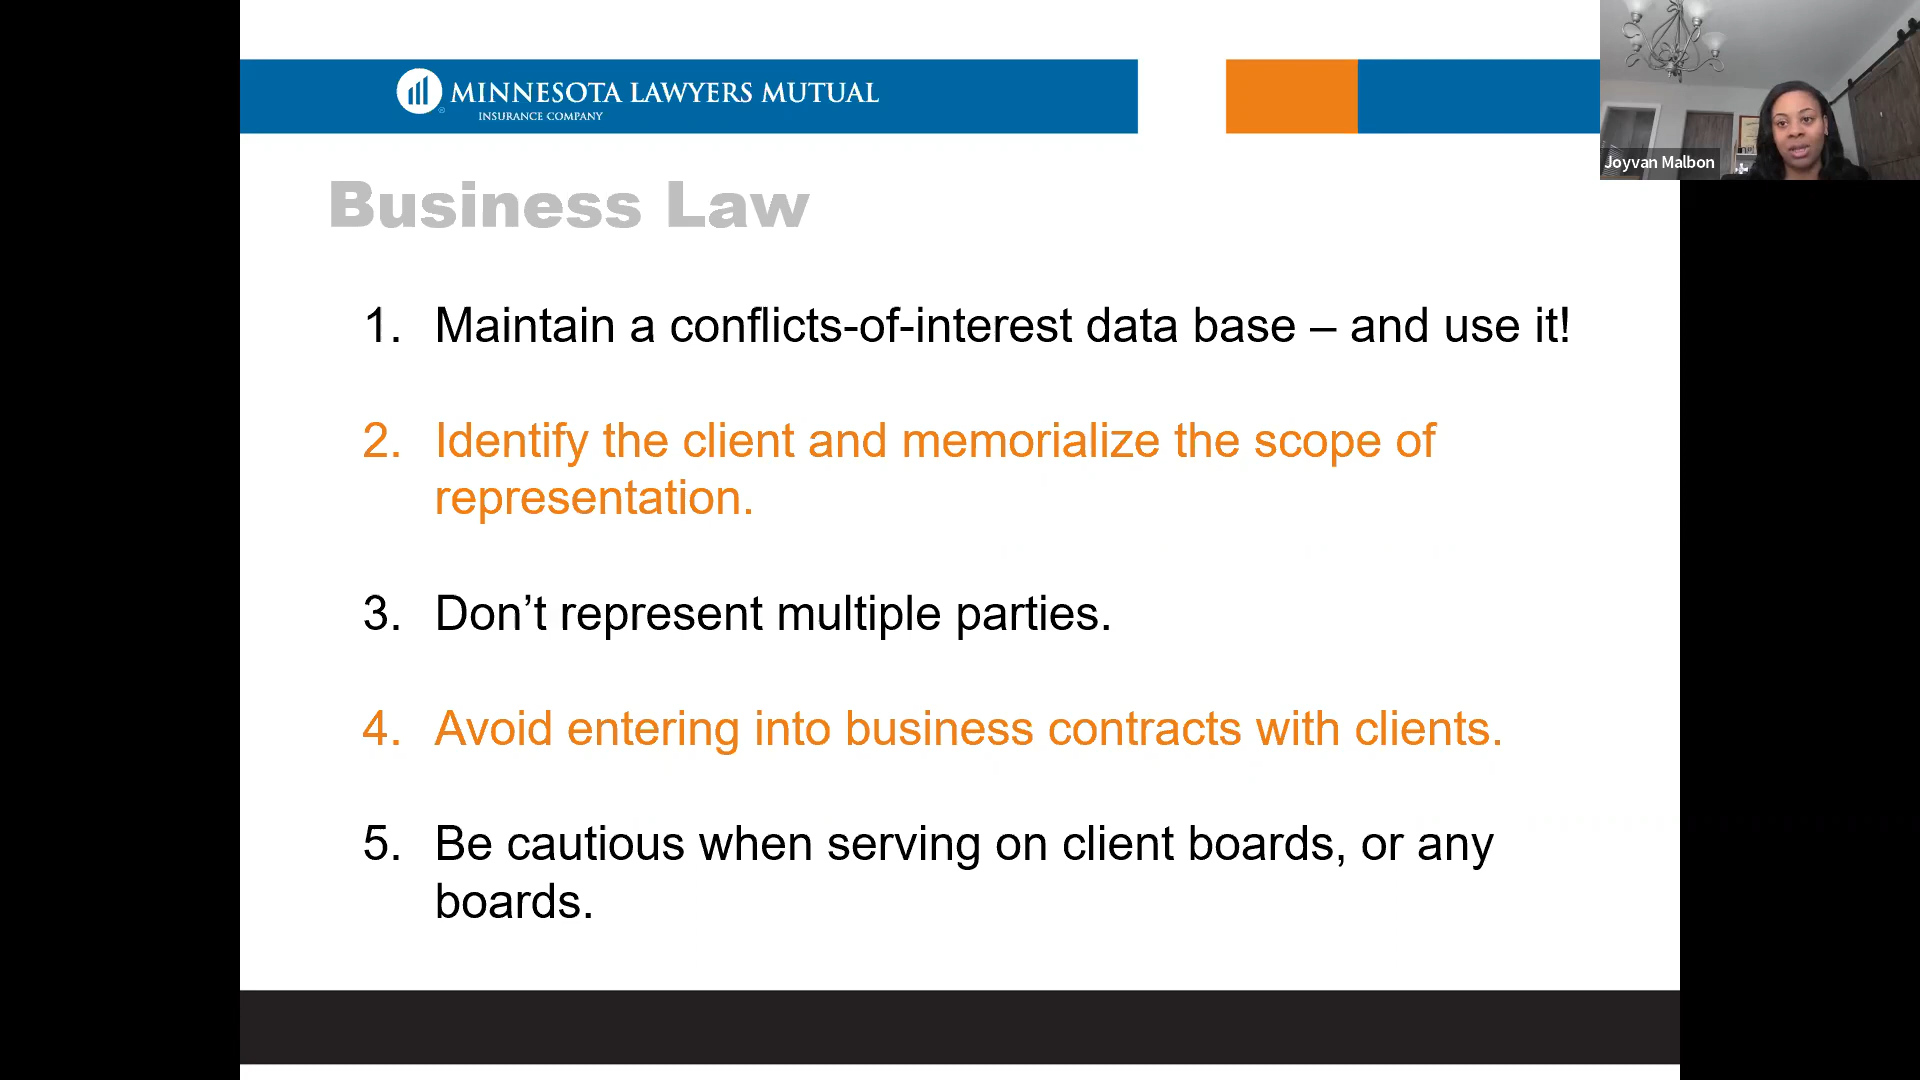 MINNESOTA LAWYERS MUTUAL
INSURANCE COMPANY
Joyvan Malbon
Business Law
1. Maintain a conflicts-of-interest data base – and use it!
2. Identify the client and memorialize the scope of
representation.
3. Don’t represent multiple parties.
4. Avoid entering into business contracts with clients.
5. Be cautious when serving on client boards, or any
boards.